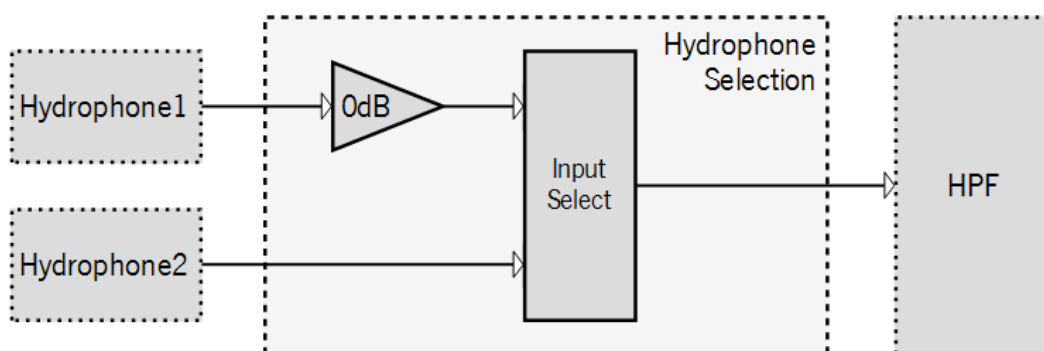 Hydrophone1
0dB
Hydrophone
Selection
Input
Select
HPF
Hydrophone2